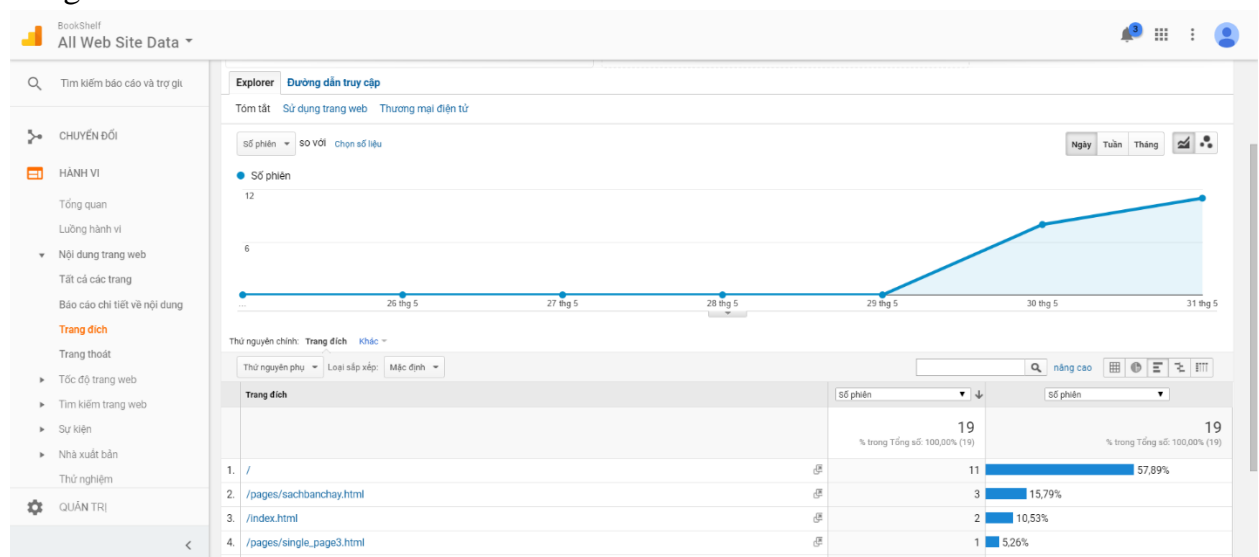 BookShelf
All Web Site Data
3
Tìm kiếm báo cáo và trợ giú
CHUYỂN ĐỔI
HÀNH VI
Tổng quan
Luồng hành vi
Nội dung trang web
Tất cả các trang
Báo cáo chi tiết về nội dung
Trang đích
Trang thoát
Tốc độ trang web
Tìm kiếm trang web
Sự kiện
Nhà xuất bản
Thử nghiệm
QUẢN TRỊ
Explorer Đường dẫn truy cập
Tóm tắt Sử dụng trang web Thương mại điện tử
Số phiên so với Chọn số liệu
Ngày Tuần Tháng
Số phiên
12
6
... 26 thg 5 27 thg 5 28 thg 5 29 thg 5 30 thg 5 31 thg 5
Thứ nguyên chính: Trang đích Khác
Thứ nguyên phụ Loại sắp xếp: Mặc định
nâng cao
Trang đích Số phiên Số phiên
19 19
% trong Tổng số: 100,00% (19) % trong Tổng số: 100,00% (19)
1. / 11 57,89%
2. /pages/sachbanchay.html 3 15,79%
3. /index.html 2 10,53%
4. /pages/single_page3.html 1 5,26%